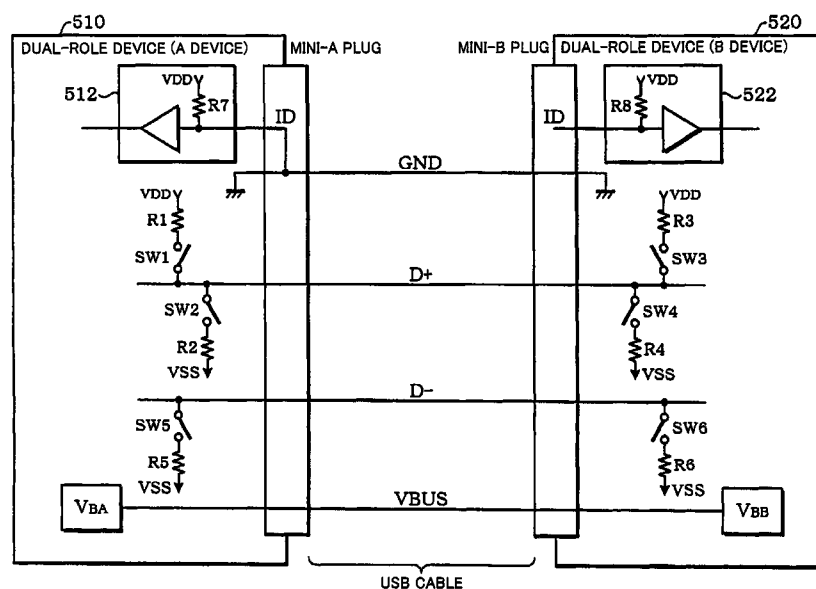 510
520
DUAL-ROLE DEVICE (A DEVICE)
MINI-A PLUG
MINI-B PLUG
DUAL-ROLE DEVICE (B DEVICE)
512
VDD
R7
ID
ID
VDD
R8
522
GND
VDD
R1
SW1
VDD
R3
SW3
D+
SW2
R2
VSS
SW4
R4
VSS
D-
SW5
R5
VSS
SW6
R6
VSS
VBA
VBUS
VBB
USB CABLE